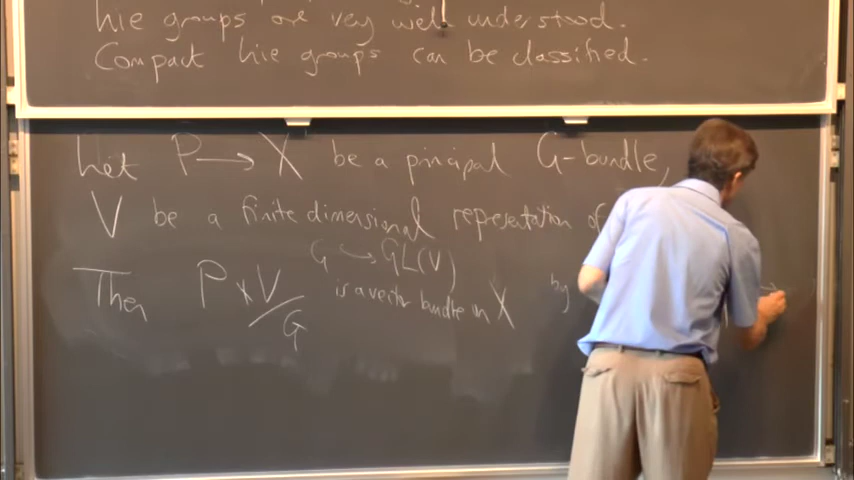 Lie groups are very well understood.
Compact Lie groups can be classified.
Let P → X be a principal G-bundle,
V be a finite dimensional representation of
G → GL(V)
Then P × V / G is a vector bundle on X by